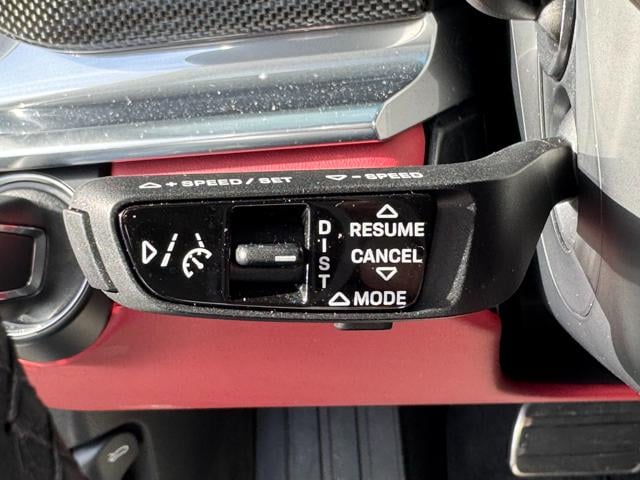 + SPEED / SET
- SPEED
DIST
RESUME
CANCEL
MODE